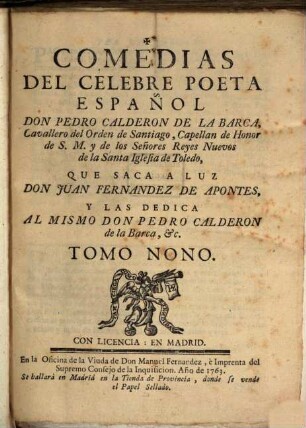 COMEDIAS
DEL CELEBRE POETA
ESPAÑOL
DON PEDRO CALDERON DE LA BARCA,
Cavallero del Orden de Santiago, Capellan de Honor
de S. M. y de los Señores Reyes Nuevos
de la Santa Iglesia de Toledo,
QUE SACA A LUZ
DON JUAN FERNANDEZ DE APONTES,
Y LAS DEDICA
AL MISMO DON PEDRO CALDERON
de la Barca, &c.
TOMO NONO.
CON LICENCIA: EN MADRID.
En la Oficina de la Viuda de Don Manuel Fernandez, è Imprenta del
Supremo Consejo de la Inquisicion. Año de 1763.
Se hallará en Madrid en la Tienda de Provincia, donde se vende
el Papel Sellado.